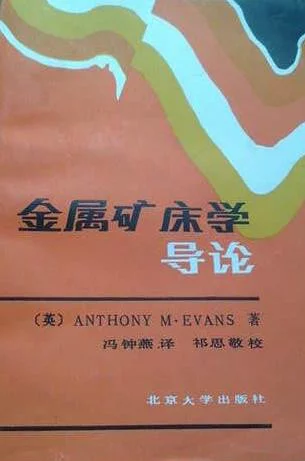 金属矿床学
导论
〔英〕ANTHONY M·EVANS 著
冯钟燕 译 祁思敬 校
北京大学出版社